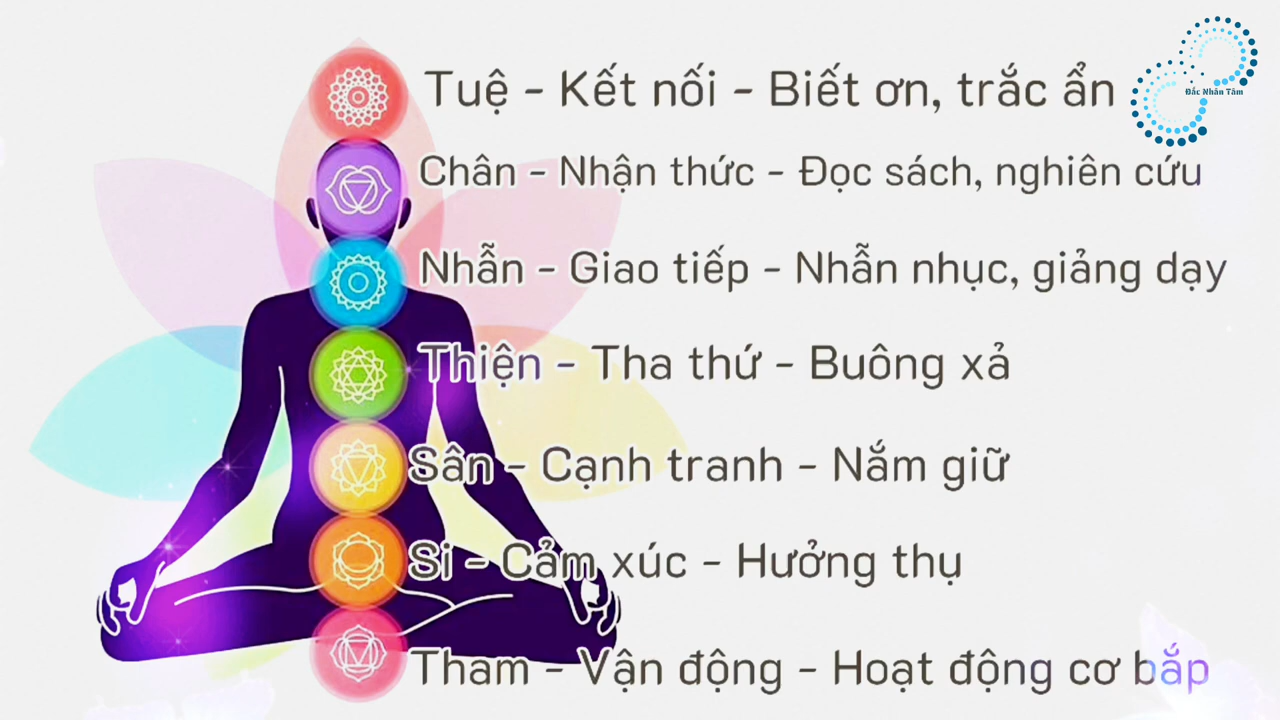 Tuệ - Kết nối - Biết ơn, trắc ẩn
Đắc Nhân Tâm
Chân - Nhận thức - Đọc sách, nghiên cứu
Nhẫn - Giao tiếp - Nhẫn nhục, giảng dạy
Thiện - Tha thứ - Buông xả
Sân - Cạnh tranh - Nắm giữ
Si - Cảm xúc - Hưởng thụ
Tham - Vận động - Hoạt động cơ bắp